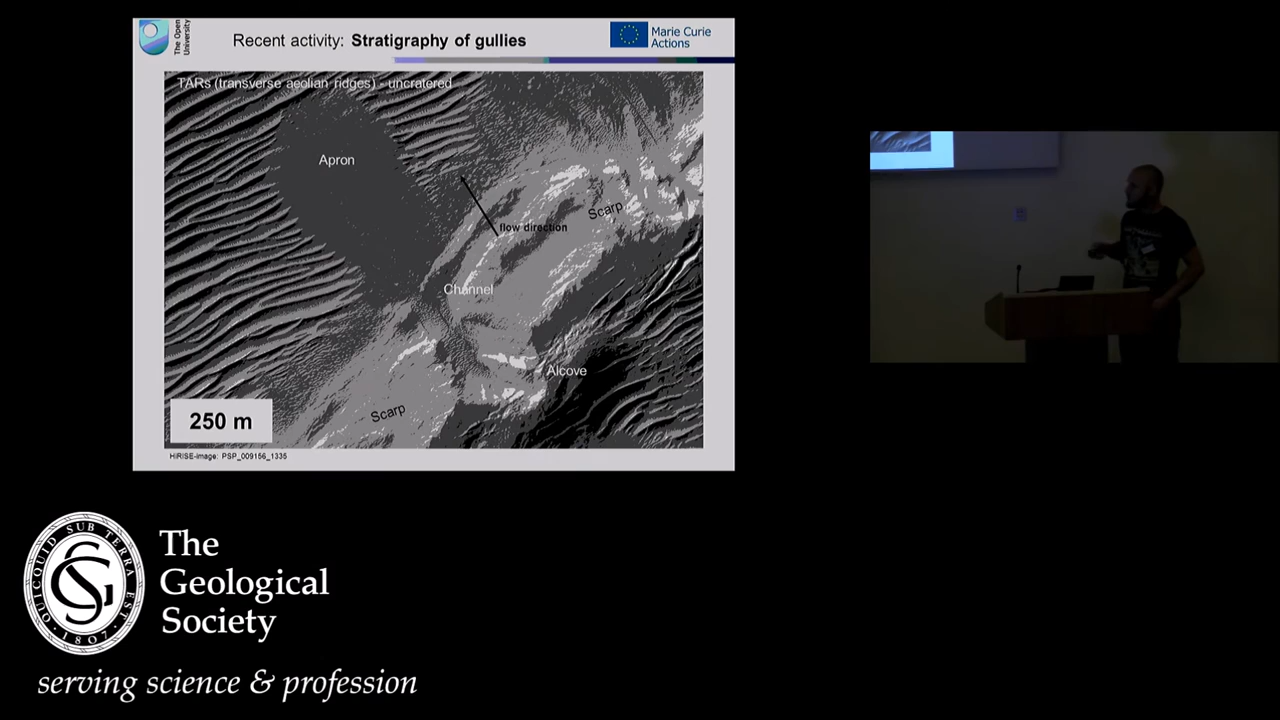 The Open
University
Recent activity: Stratigraphy of gullies
Marie Curie
Actions
TARs (transverse aeolian ridges) - uncratered
Apron
Scarp
flow direction
Channel
Alcove
Scarp
250 m
HiRISE-image: PSP_009156_1335
QUICQUID SUB TERRA EST
1807
The
Geological
Society
serving science & profession